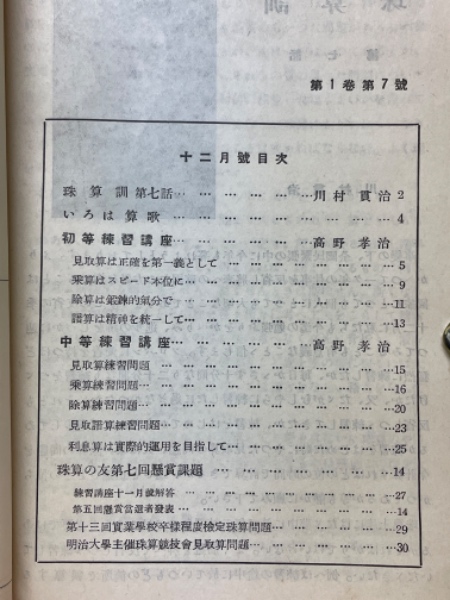 第1卷第7號
十二月號目次
珠算訓 第七話 … … … … … … 川村貫治 2
いろは算歌 … … … … … … … … … 4
初等練習講座 … … … … … … 高野孝治
見取算は正確を第一義として … … … … … … 5
乘算はスピード本位に … … … … … … … 9
除算は鍛錬的氣分で … … … … … … … 11
諳算は精神を統一して … … … … … … … 13
中等練習講座 … … … … … … 高野孝治
見取算練習問題 … … … … … … … … 15
乘算練習問題 … … … … … … … … 16
除算練習問題 … … … … … … … … 20
見取諳算練習問題 … … … … … … … 23
利息算は實際的運用を目指して … … … … … 25
珠算の友第七回懸賞課題 … … … … … … 14
練習講座十一月號解答 … … … … … … … 27
第五回懸賞當選者發表 … … … … … … … 14
第十三回實業學校卒樣程度檢定珠算問題 … … … 29
明治大學主催珠算競技會見取算問題 … … … … 30